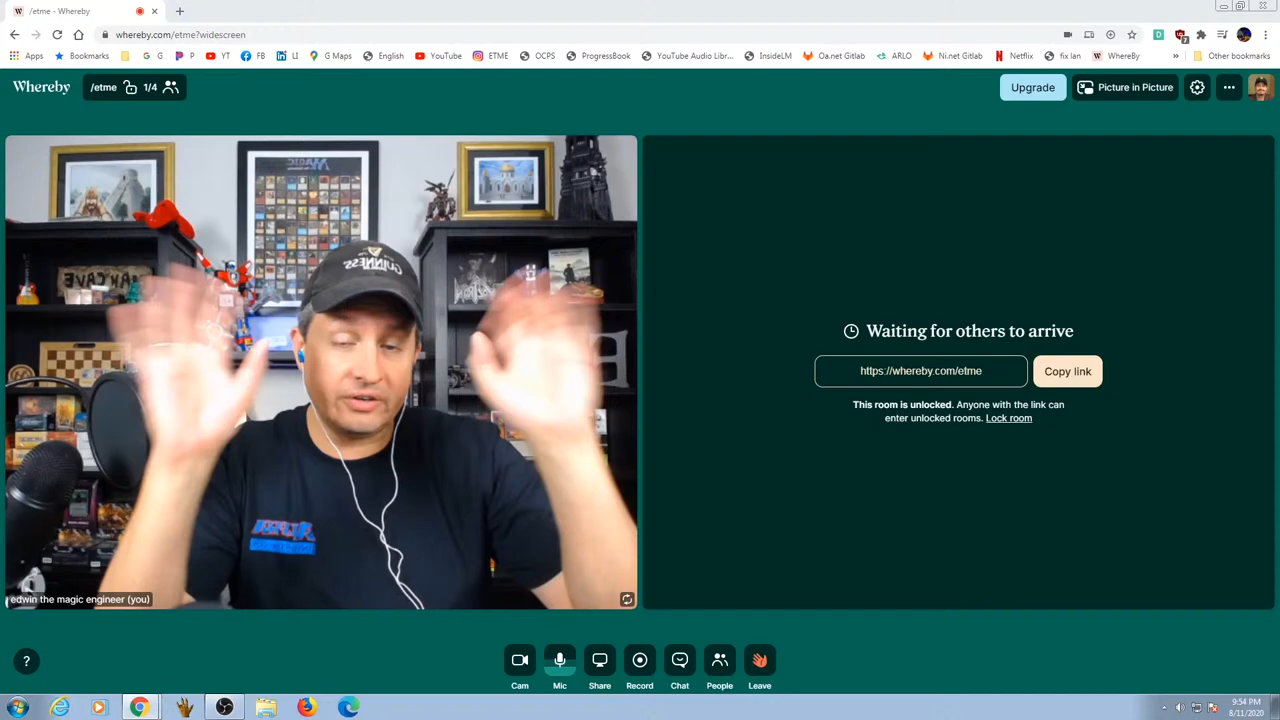 /etme - Whereby
whereby.com/etme?widescreen
Apps Bookmarks G P YT FB LI G Maps English YouTube ETME OCPS ProgressBook YouTube Audio Libr... InsideLM Oa.net Gitlab ARLO Ni.net Gitlab Netflix fix lan WhereBy » Other bookmarks
Whereby /etme 1/4 Upgrade Picture in Picture
MAGIC
GUINNESS
CAVE
Waiting for others to arrive
https://whereby.com/etme Copy link
This room is unlocked. Anyone with the link can
enter unlocked rooms. Lock room
edwin the magic engineer (you)
?
Cam Mic Share Record Chat People Leave
9:54 PM
8/11/2020